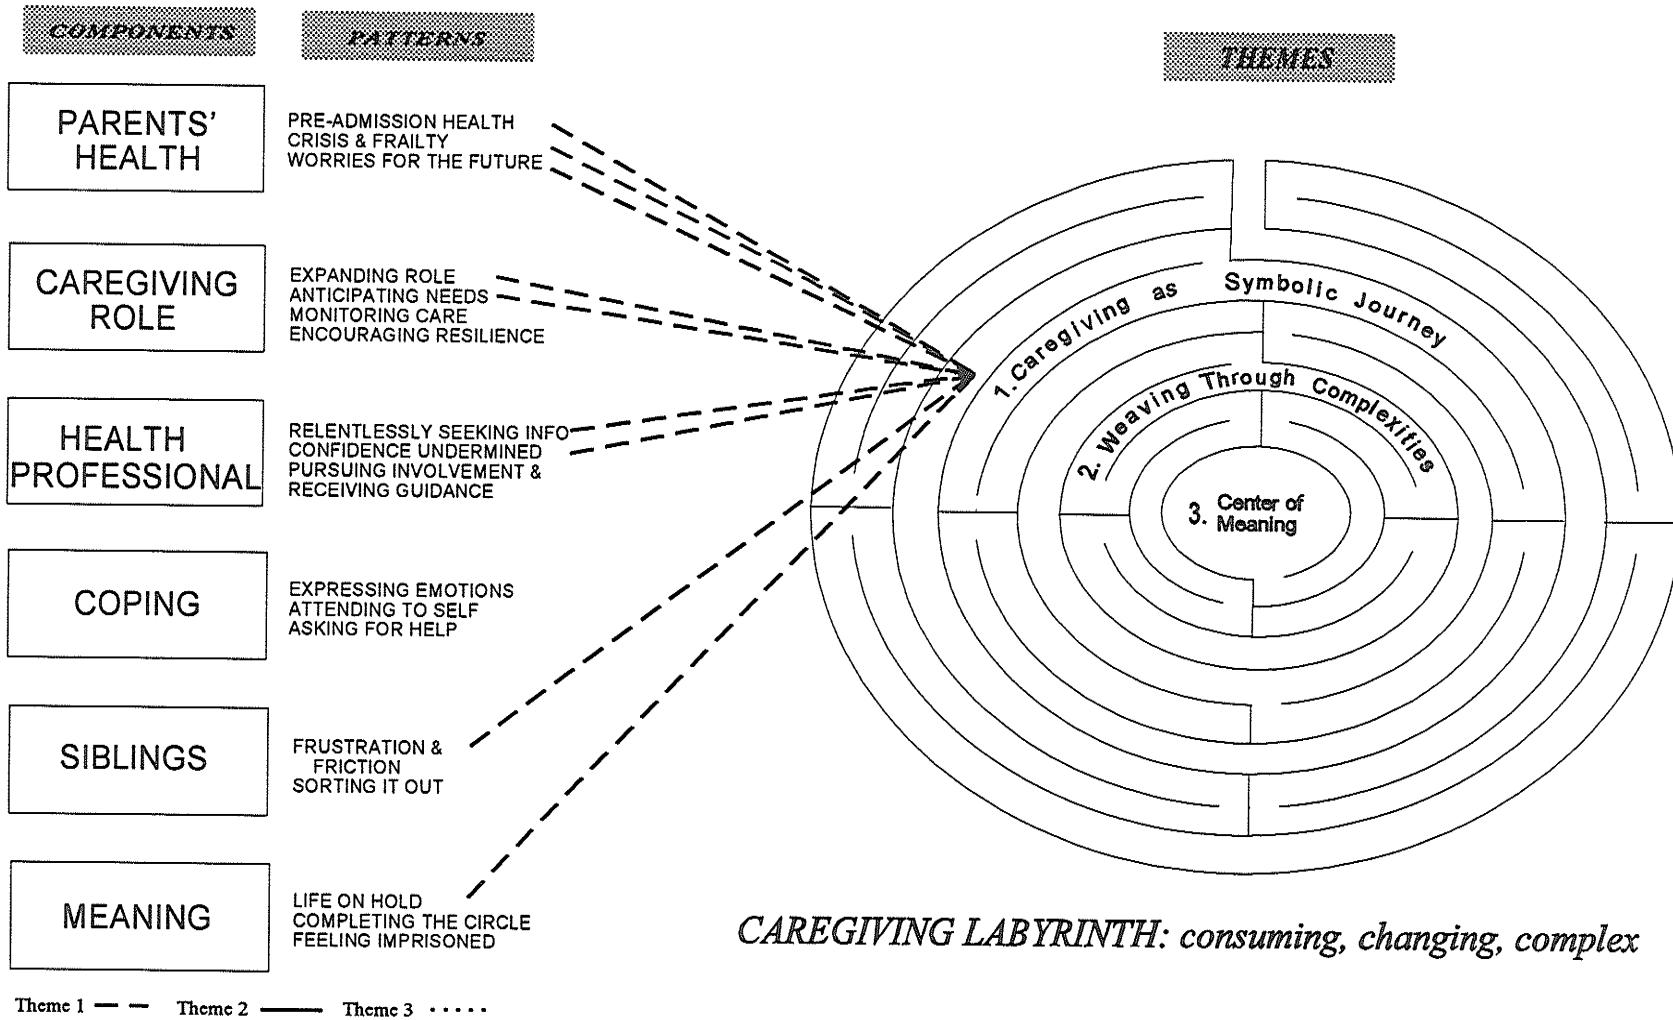 COMPONENTS
PATTERNS
THEMES
PARENTS'
HEALTH
PRE-ADMISSION HEALTH
CRISIS & FRAILTY
WORRIES FOR THE FUTURE
CAREGIVING
ROLE
EXPANDING ROLE
ANTICIPATING NEEDS
MONITORING CARE
ENCOURAGING RESILIENCE
HEALTH
PROFESSIONAL
RELENTLESSLY SEEKING INFO
CONFIDENCE UNDERMINED
PURSUING INVOLVEMENT &
RECEIVING GUIDANCE
COPING
EXPRESSING EMOTIONS
ATTENDING TO SELF
ASKING FOR HELP
SIBLINGS
FRUSTRATION &
FRICTION
SORTING IT OUT
MEANING
LIFE ON HOLD
COMPLETING THE CIRCLE
FEELING IMPRISONED
1. Caregiving as Symbolic Journey
2. Weaving Through Complexities
3. Center of
Meaning
CAREGIVING LABYRINTH: consuming, changing, complex
Theme 1 Theme 2 Theme 3